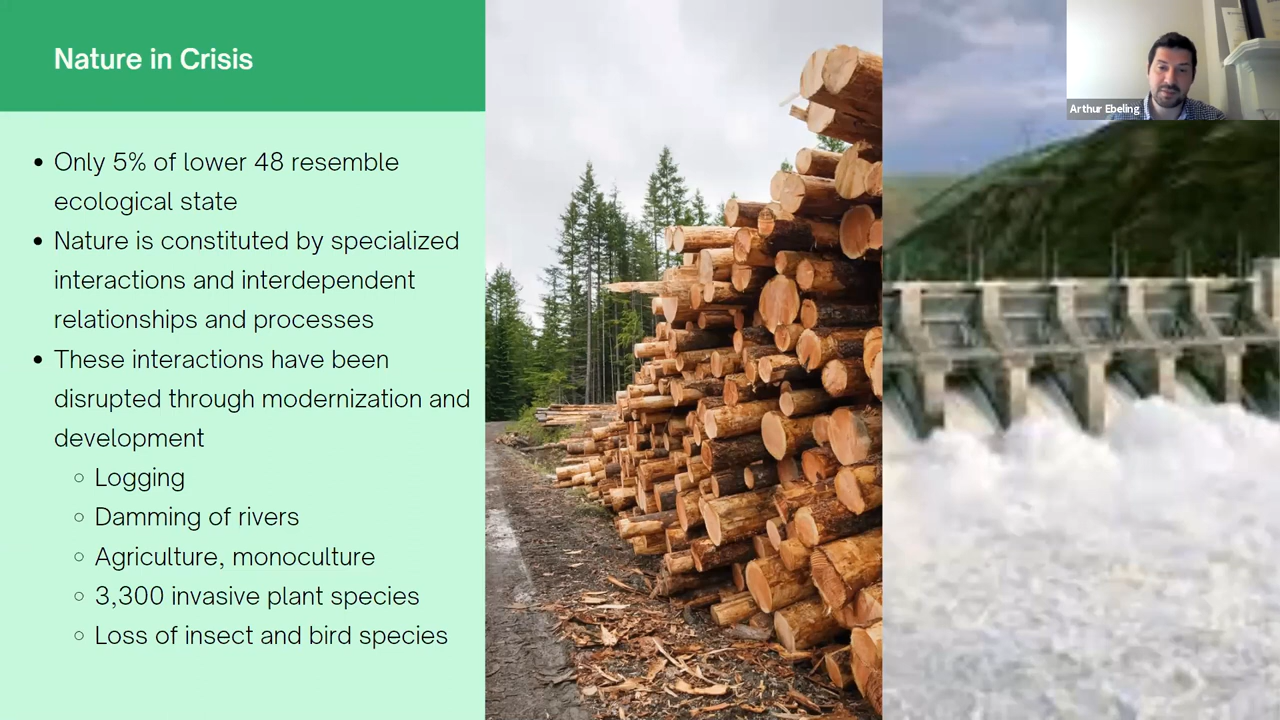 Nature in Crisis
• Only 5% of lower 48 resemble
ecological state
• Nature is constituted by specialized
interactions and interdependent
relationships and processes
• These interactions have been
disrupted through modernization and
development
○ Logging
○ Damming of rivers
○ Agriculture, monoculture
○ 3,300 invasive plant species
○ Loss of insect and bird species
Arthur Ebeling